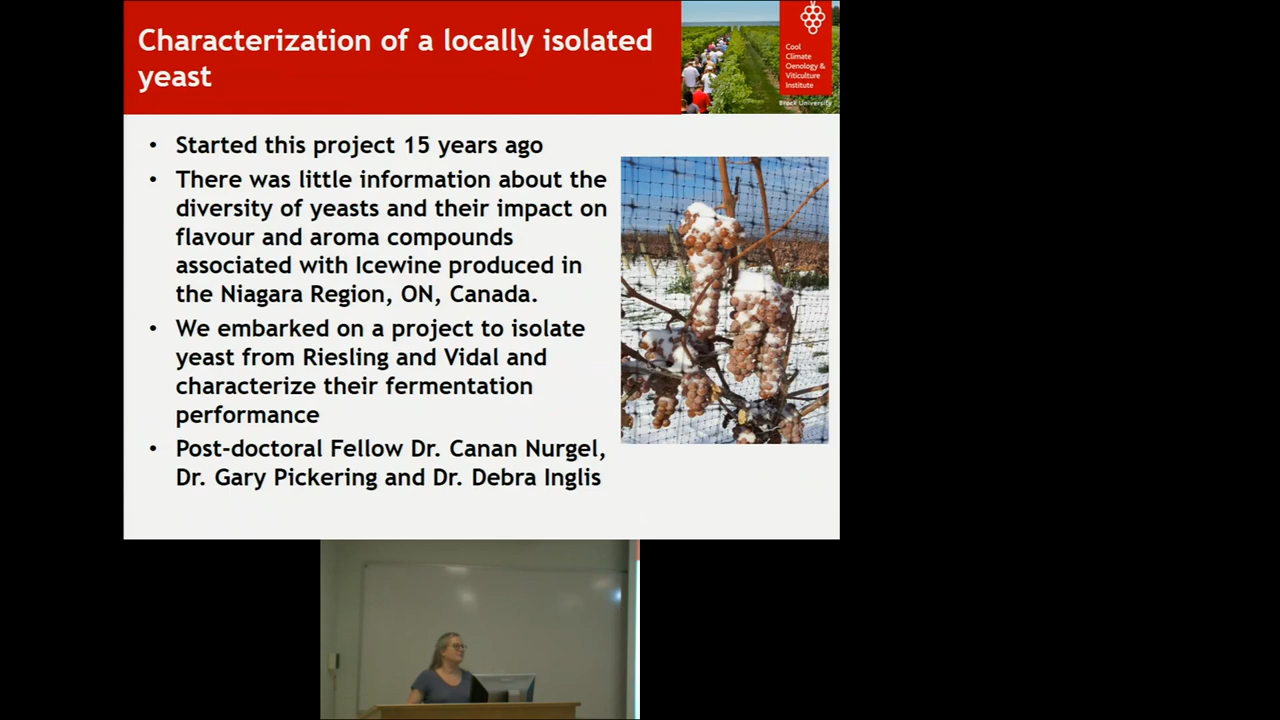 Characterization of a locally isolated
yeast
Cool
Climate
Oenology &
Viticulture
Institute
Brock University
• Started this project 15 years ago
• There was little information about the
diversity of yeasts and their impact on
flavour and aroma compounds
associated with Icewine produced in
the Niagara Region, ON, Canada.
• We embarked on a project to isolate
yeast from Riesling and Vidal and
characterize their fermentation
performance
• Post-doctoral Fellow Dr. Canan Nurgel,
Dr. Gary Pickering and Dr. Debra Inglis